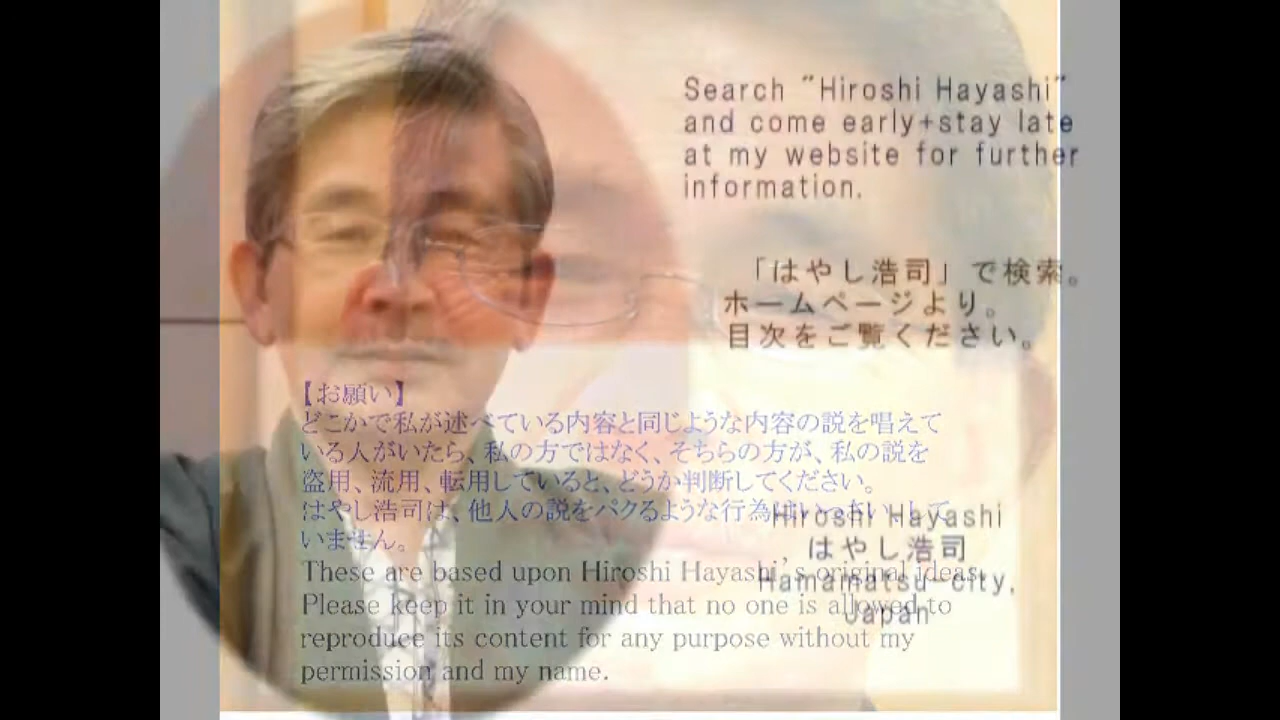 Search "Hiroshi Hayashi"
and come early+stay late
at my website for further
information.
「はやし浩司」で検索。
ホームページより。
目次をご覧ください。
【お願い】
どこかで私が述べている内容と同じような内容の説を唱えて
いる人がいたら、私の方ではなく、そちらの方が、私の説を
盗用、流用、転用していると、どうか判断してください。
はやし浩司は、他人の説をパクるような行為はいっさい、して
いません。
These are based upon Hiroshi Hayashi's original ideas.
Please keep it in your mind that no one is allowed to
reproduce its content for any purpose without my
permission and my name.
Hiroshi Hayashi
はやし浩司
Hamamatsu-city,
Japan